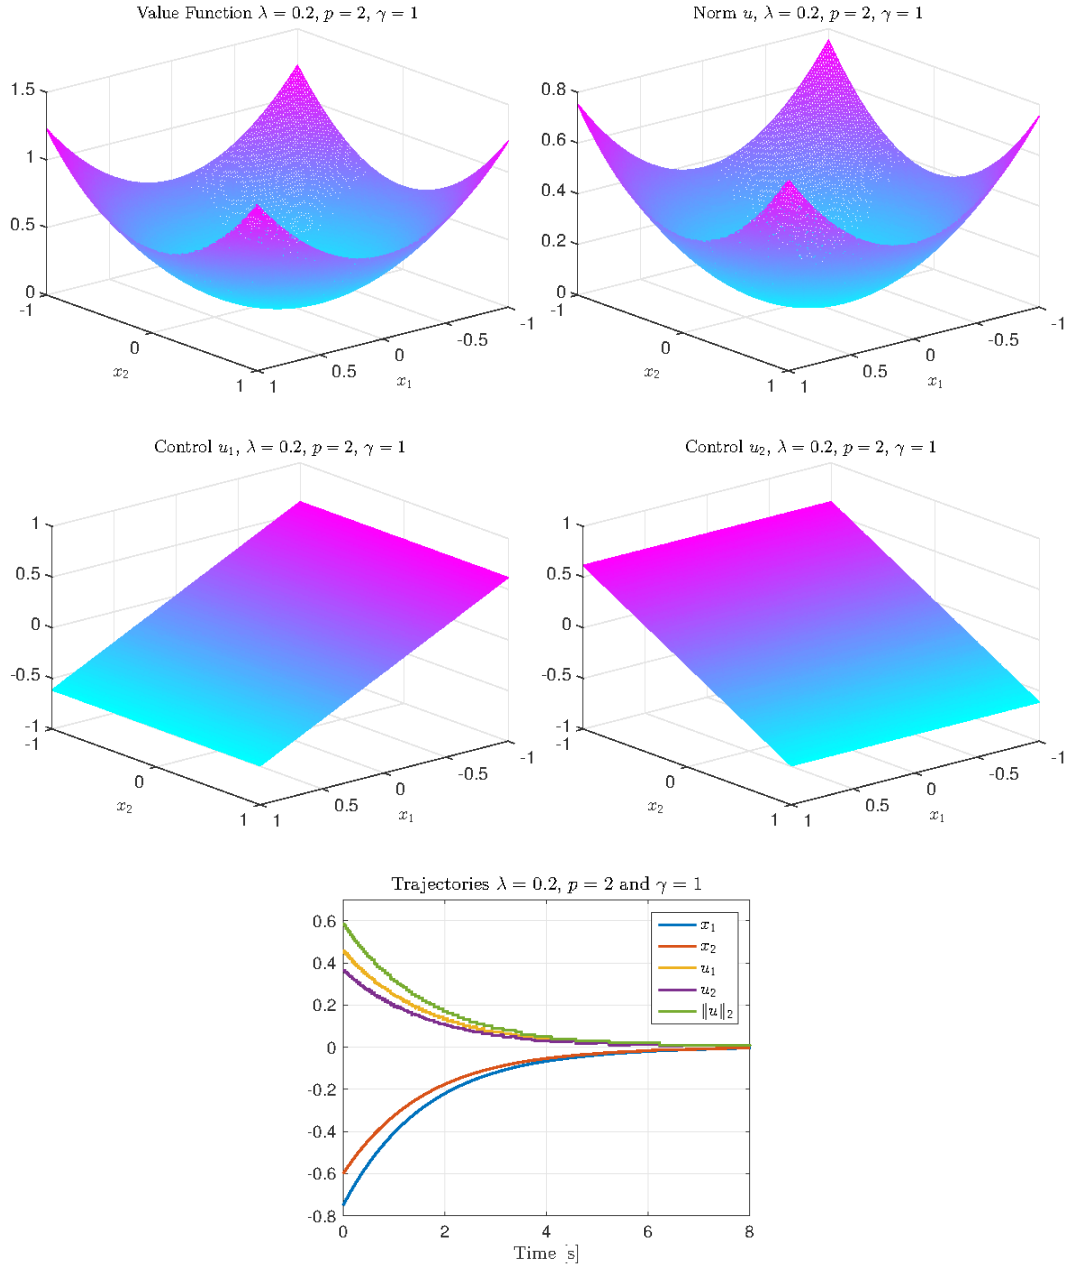 Value Function λ = 0.2, p = 2, γ = 1
1.5
1
0.5
0
-1
0
1
x₂
1
0.5
0
-0.5
-1
x₁
Norm u, λ = 0.2, p = 2, γ = 1
0.8
0.6
0.4
0.2
0
-1
0
1
x₂
1
0.5
0
-0.5
-1
x₁
Control u₁, λ = 0.2, p = 2, γ = 1
1
0.5
0
-0.5
-1
-1
0
1
x₂
1
0.5
0
-0.5
-1
x₁
Control u₂, λ = 0.2, p = 2, γ = 1
1
0.5
0
-0.5
-1
-1
0
1
x₂
1
0.5
0
-0.5
-1
x₁
Trajectories λ = 0.2, p = 2 and γ = 1
0.6
0.4
0.2
0
-0.2
-0.4
-0.6
-0.8
x₁
x₂
u₁
u₂
‖u‖₂
0 2 4 6 8
Time [s]